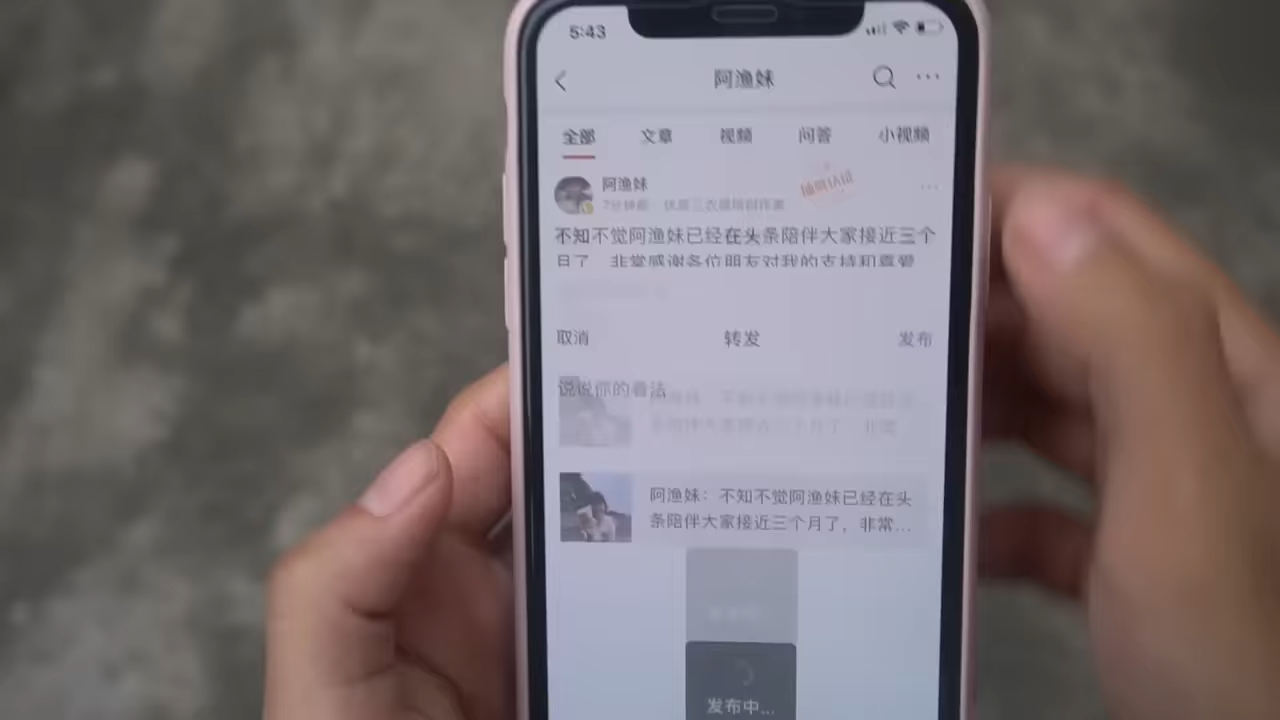 5:43
阿渔妹
全部 文章 视频 问答 小视频
阿渔妹
7分钟前
不知不觉阿渔妹已经在头条陪伴大家接近三个
月了，非常感谢各位朋友对我的支持和喜爱
取消 转发 发布
说说你的看法
阿渔妹：不知不觉阿渔妹已经在头
条陪伴大家接近三个月了，非常...
发布中...